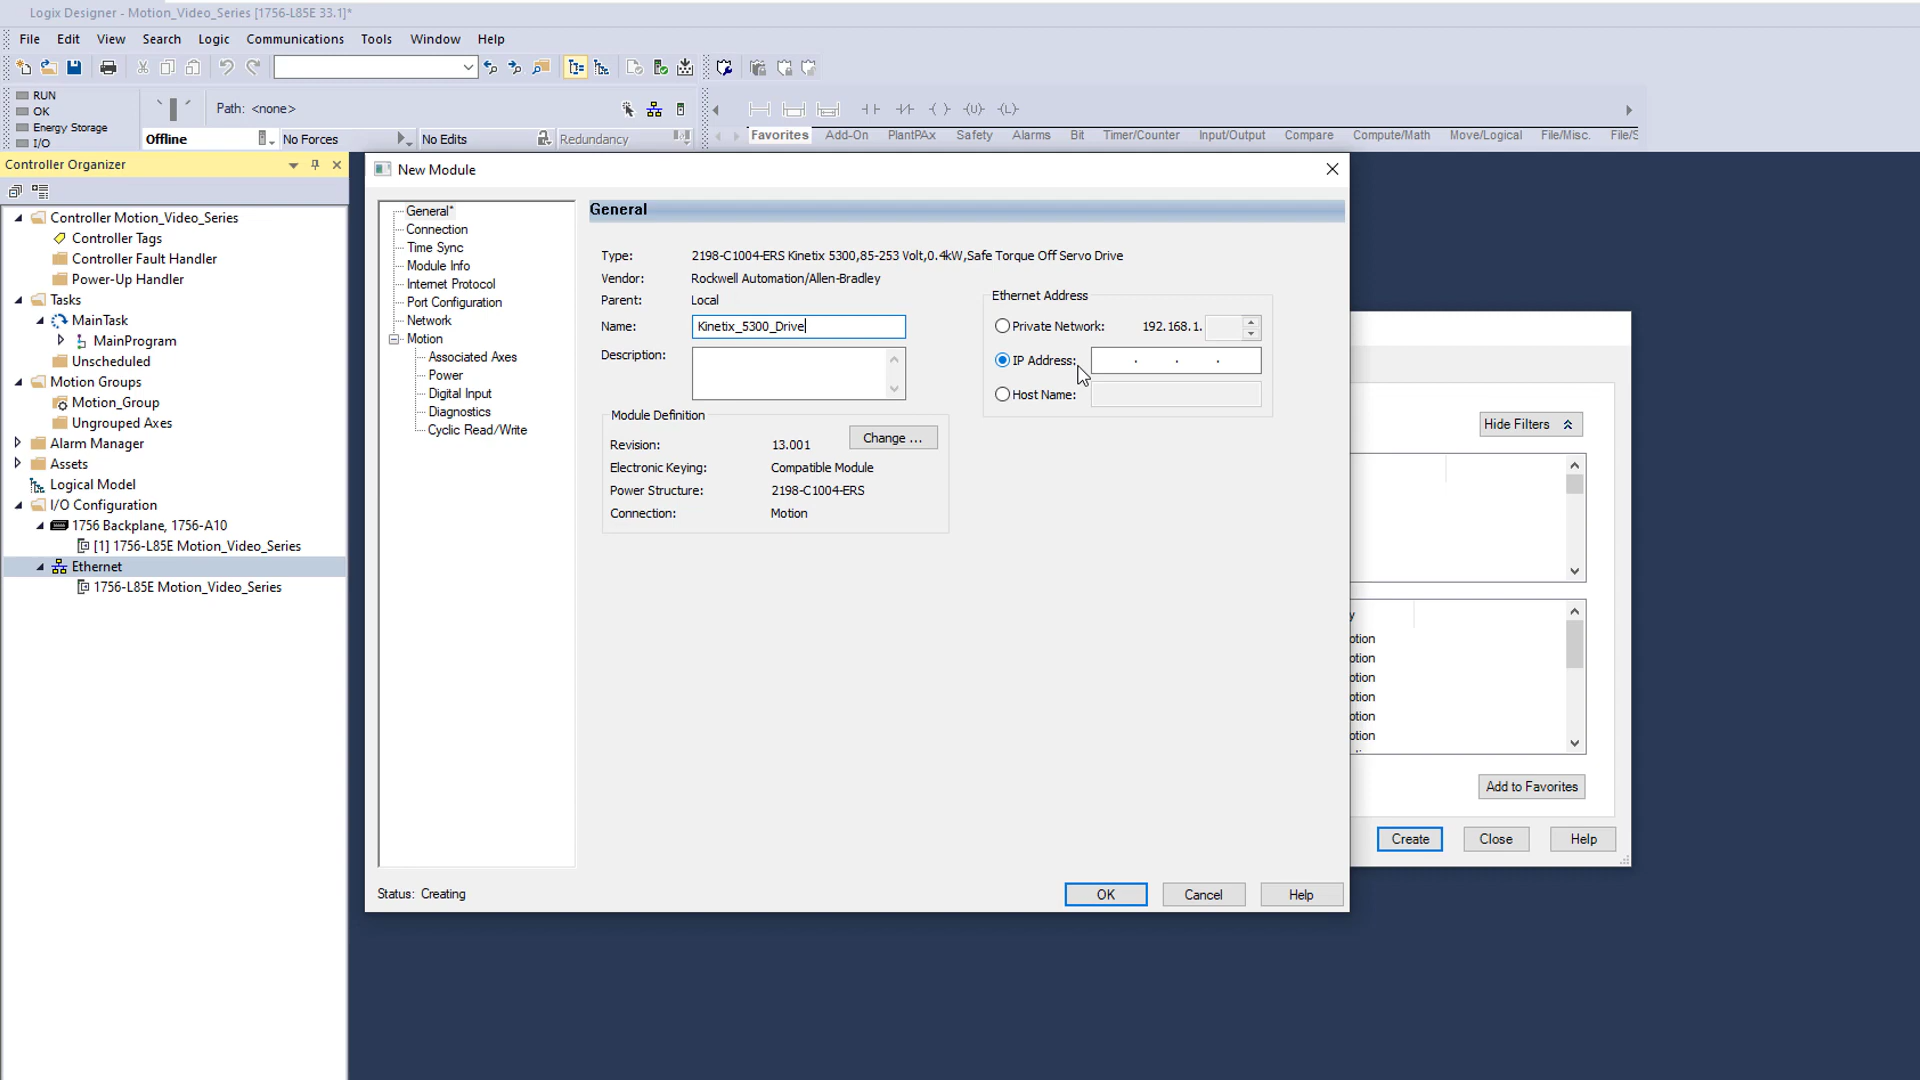 Logix Designer - Motion_Video_Series [1756-L85E 33.1]*
File Edit View Search Logic Communications Tools Window Help
RUN
OK
Energy Storage
I/O
Path: <none>
Offline No Forces No Edits Redundancy
Favorites Add-On PlantPAx Safety Alarms Bit Timer/Counter Input/Output Compare Compute/Math Move/Logical File/Misc. File/S
Controller Organizer
Controller Motion_Video_Series
Controller Tags
Controller Fault Handler
Power-Up Handler
Tasks
MainTask
MainProgram
Unscheduled
Motion Groups
Motion_Group
Ungrouped Axes
Alarm Manager
Assets
Logical Model
I/O Configuration
1756 Backplane, 1756-A10
[1] 1756-L85E Motion_Video_Series
Ethernet
1756-L85E Motion_Video_Series
New Module
General*
Connection
Time Sync
Module Info
Internet Protocol
Port Configuration
Network
Motion
Associated Axes
Power
Digital Input
Diagnostics
Cyclic Read/Write
General
Type: 2198-C1004-ERS Kinetix 5300,85-253 Volt,0.4kW,Safe Torque Off Servo Drive
Vendor: Rockwell Automation/Allen-Bradley
Parent: Local
Name: Kinetix_5300_Drive
Description:
Ethernet Address
Private Network: 192.168.1.
IP Address: . . .
Host Name:
Module Definition
Revision: 13.001 Change ...
Electronic Keying: Compatible Module
Power Structure: 2198-C1004-ERS
Connection: Motion
Status: Creating
OK Cancel Help
Hide Filters
y
otion
otion
otion
otion
otion
otion
Add to Favorites
Create Close Help